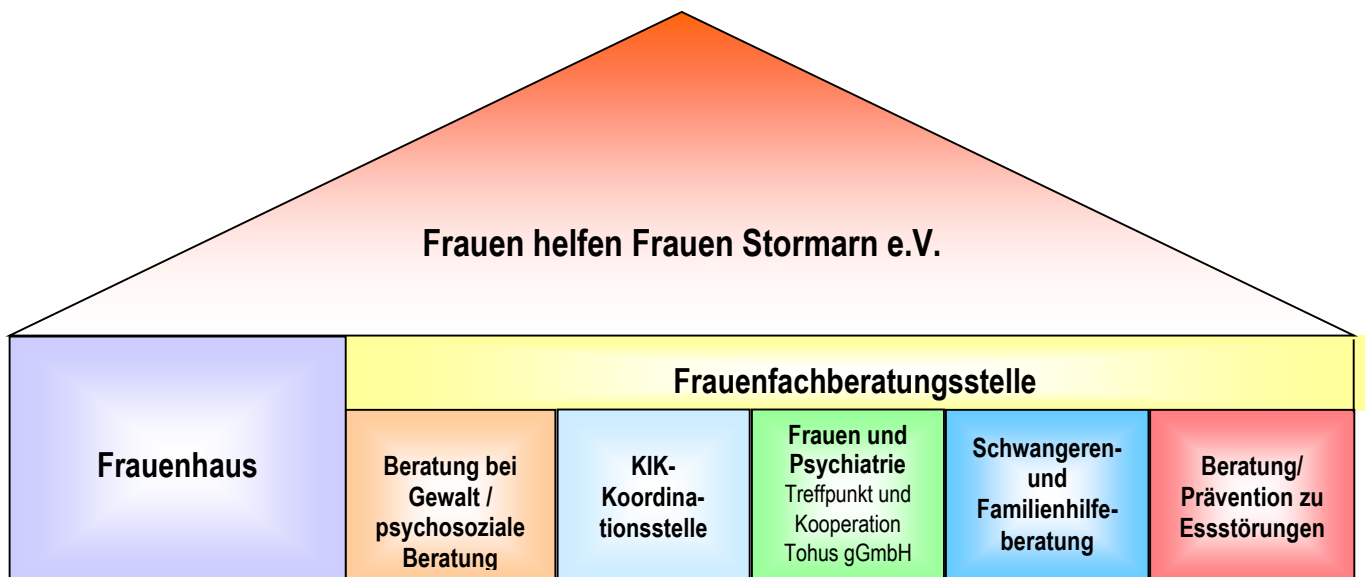 Frauen helfen Frauen Stormarn e.V.
Frauenfachberatungsstelle
Frauenhaus
Beratung bei
Gewalt /
psychosoziale
Beratung
KIK-
Koordina-
tionsstelle
Frauen und
Psychiatrie
Treffpunkt und
Kooperation
Tohus gGmbH
Schwangeren-
und
Familienhilfe-
beratung
Beratung/
Prävention zu
Essstörungen